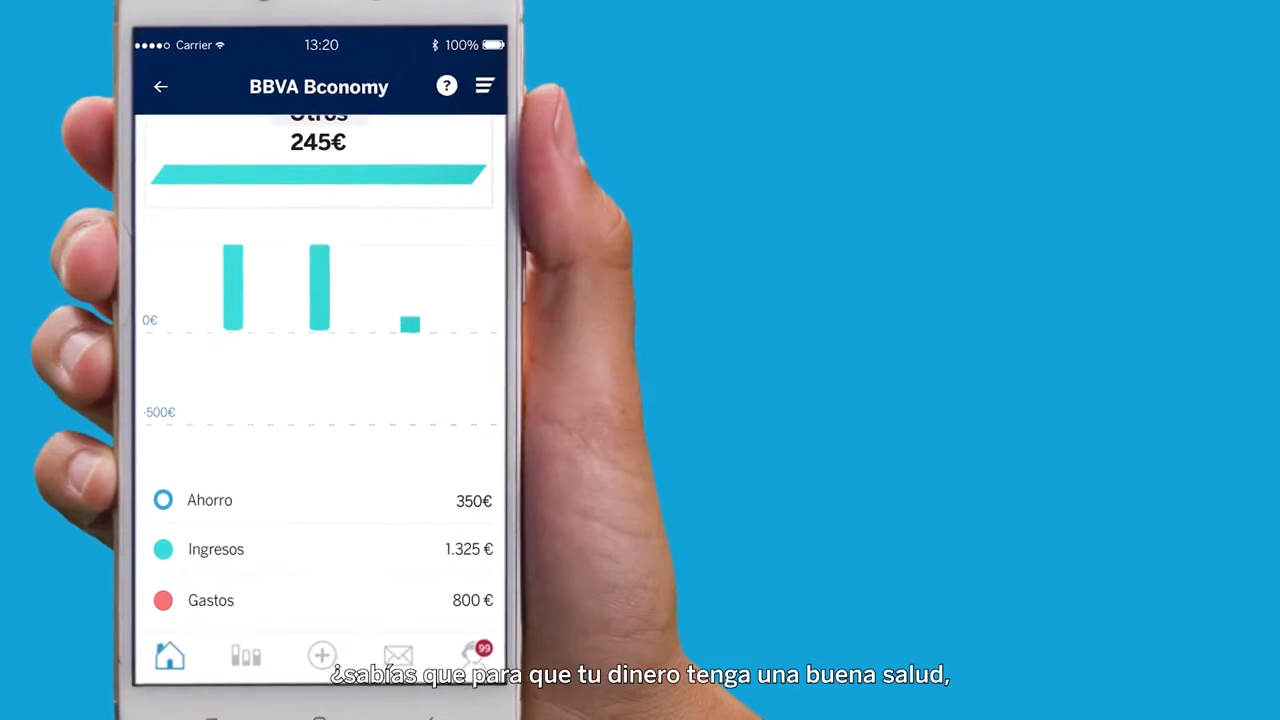 Carrier 13:20 100%
BBVA Bconomy ?
Otros
245€
0€
-500€
Ahorro 350€
Ingresos 1.325 €
Gastos 800 €
99
¿sabías que para que tu dinero tenga una buena salud,